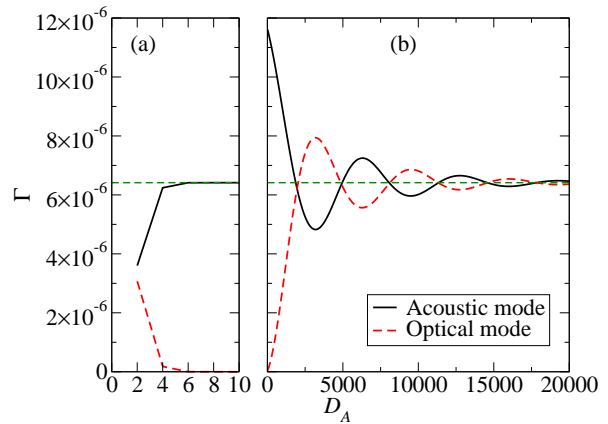 12×10⁻⁶
(a)
(b)
10×10⁻⁶
8×10⁻⁶
Γ
6×10⁻⁶
4×10⁻⁶
2×10⁻⁶
Acoustic mode
Optical mode
0
0 2 4 6 8 10 0 5000 10000 15000 20000
D_A